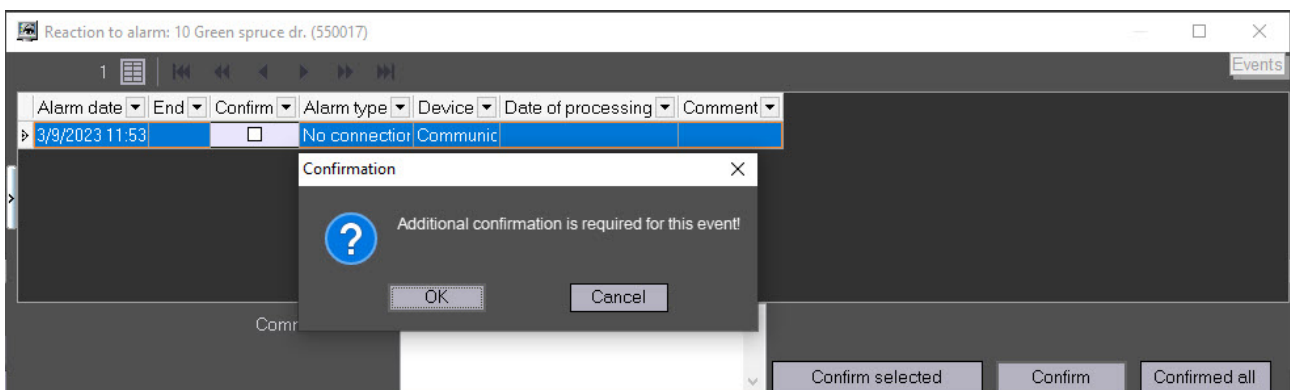 Reaction to alarm: 10 Green spruce dr. (550017)
1
Events
Alarm date End Confirm Alarm type Device Date of processing Comment
3/9/2023 11:53 No connection Communic
Confirmation
Additional confirmation is required for this event!
OK Cancel
Comm
Confirm selected Confirm Confirmed all